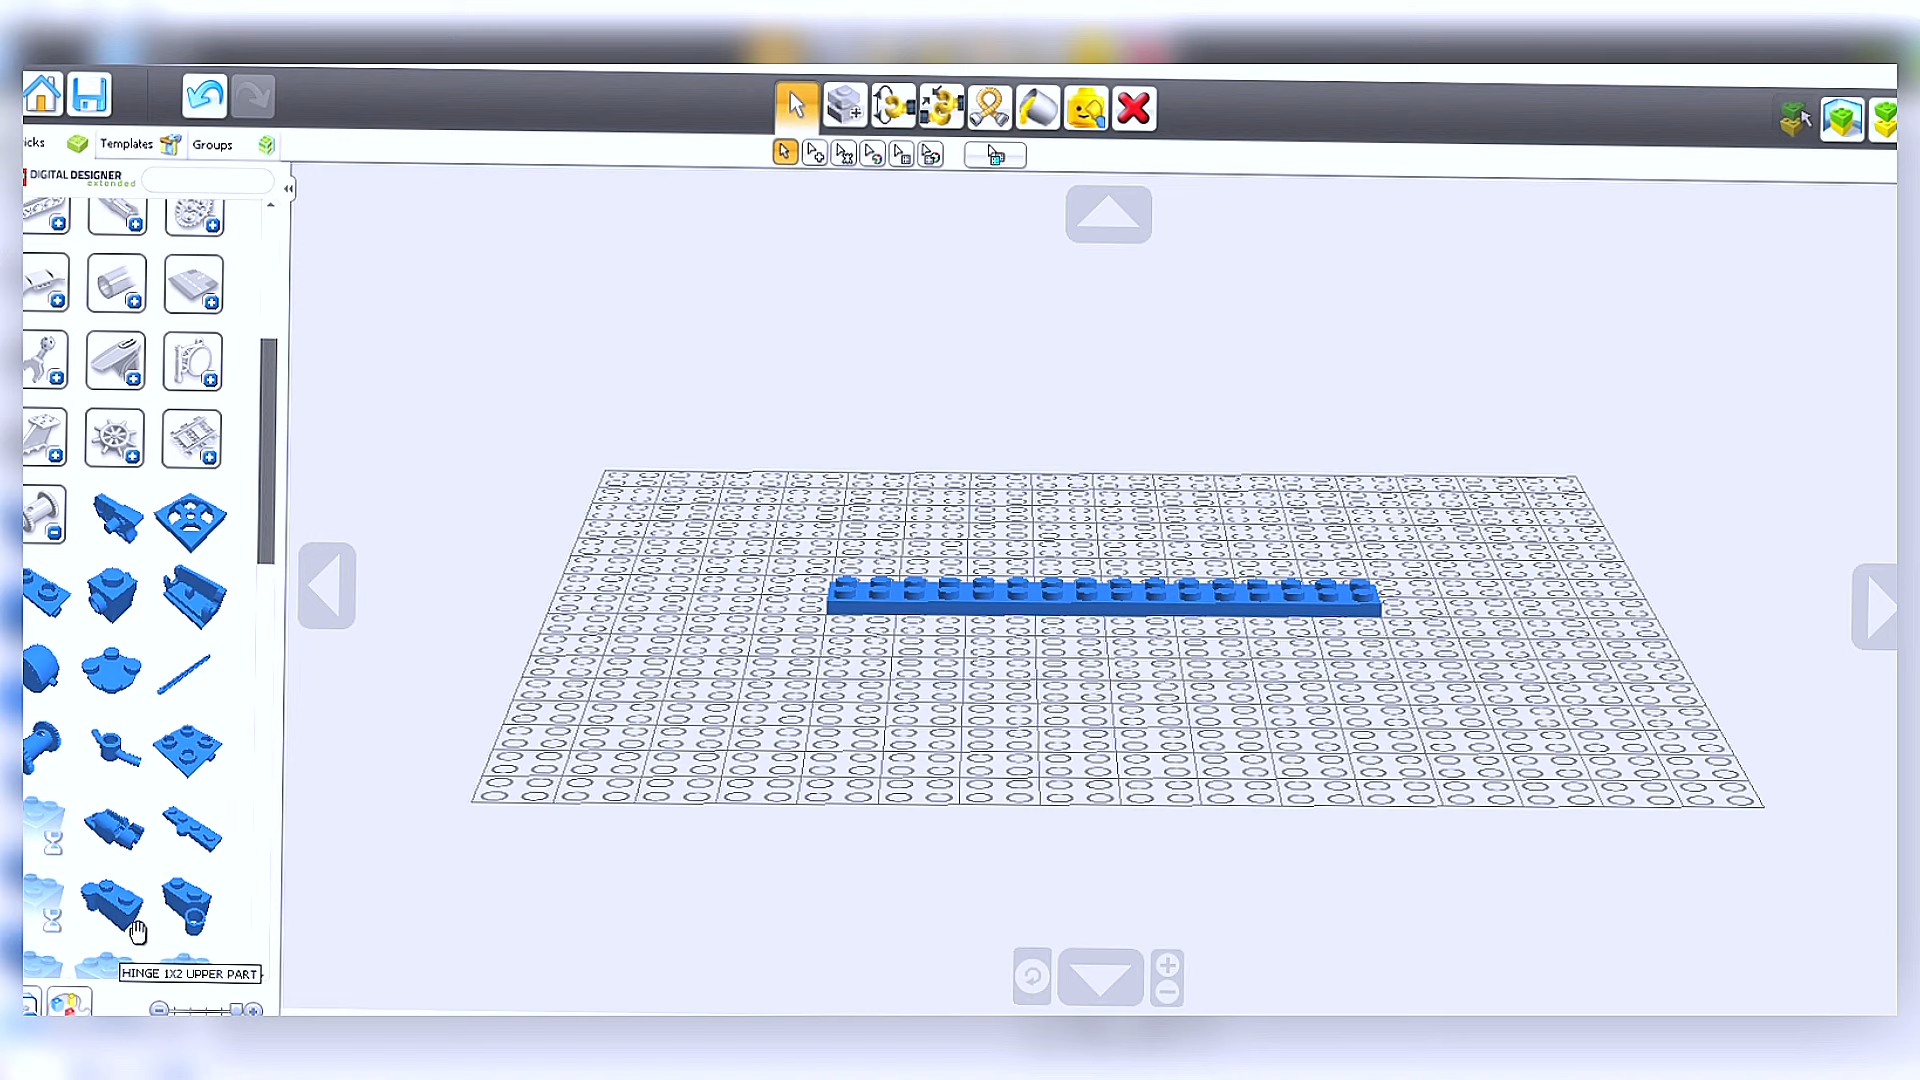 icks
Templates
Groups
DIGITAL DESIGNER
extended
HINGE 1X2 UPPER PART